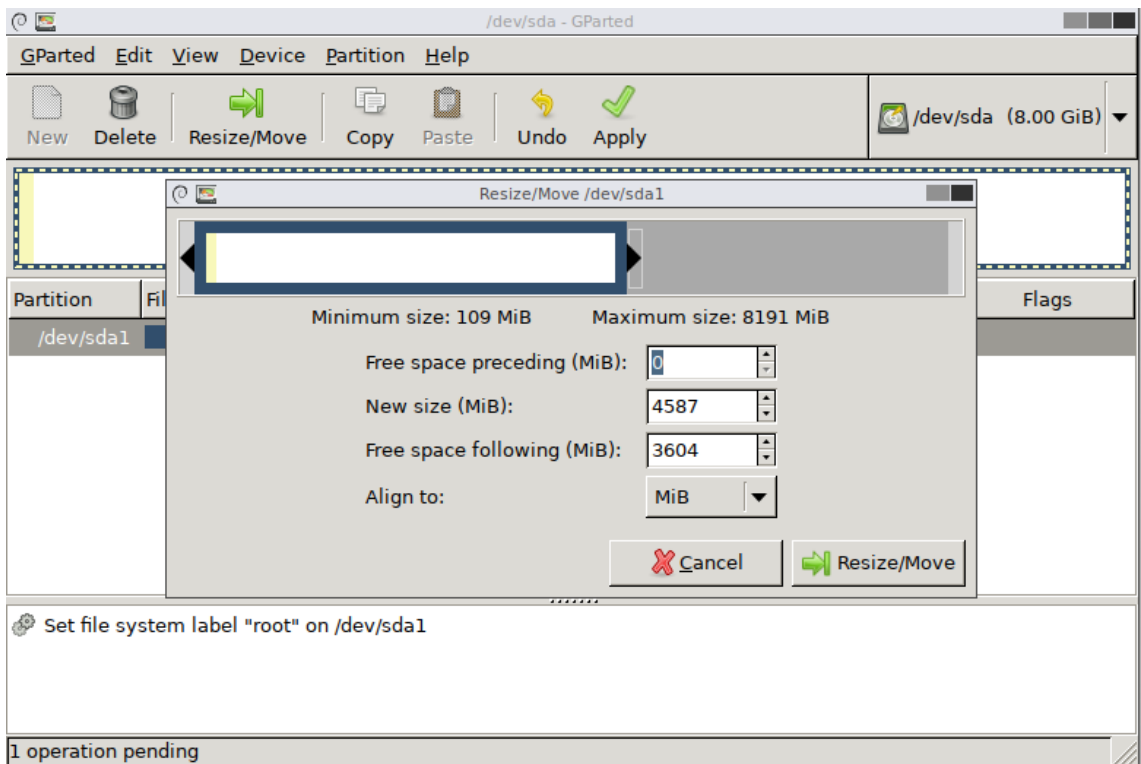 /dev/sda - GParted
GParted Edit View Device Partition Help
New Delete Resize/Move Copy Paste Undo Apply /dev/sda (8.00 GiB)
Resize/Move /dev/sda1
Partition Fil Flags
/dev/sda1
Minimum size: 109 MiB Maximum size: 8191 MiB
Free space preceding (MiB): 0
New size (MiB): 4587
Free space following (MiB): 3604
Align to: MiB
Cancel Resize/Move
Set file system label "root" on /dev/sda1
1 operation pending